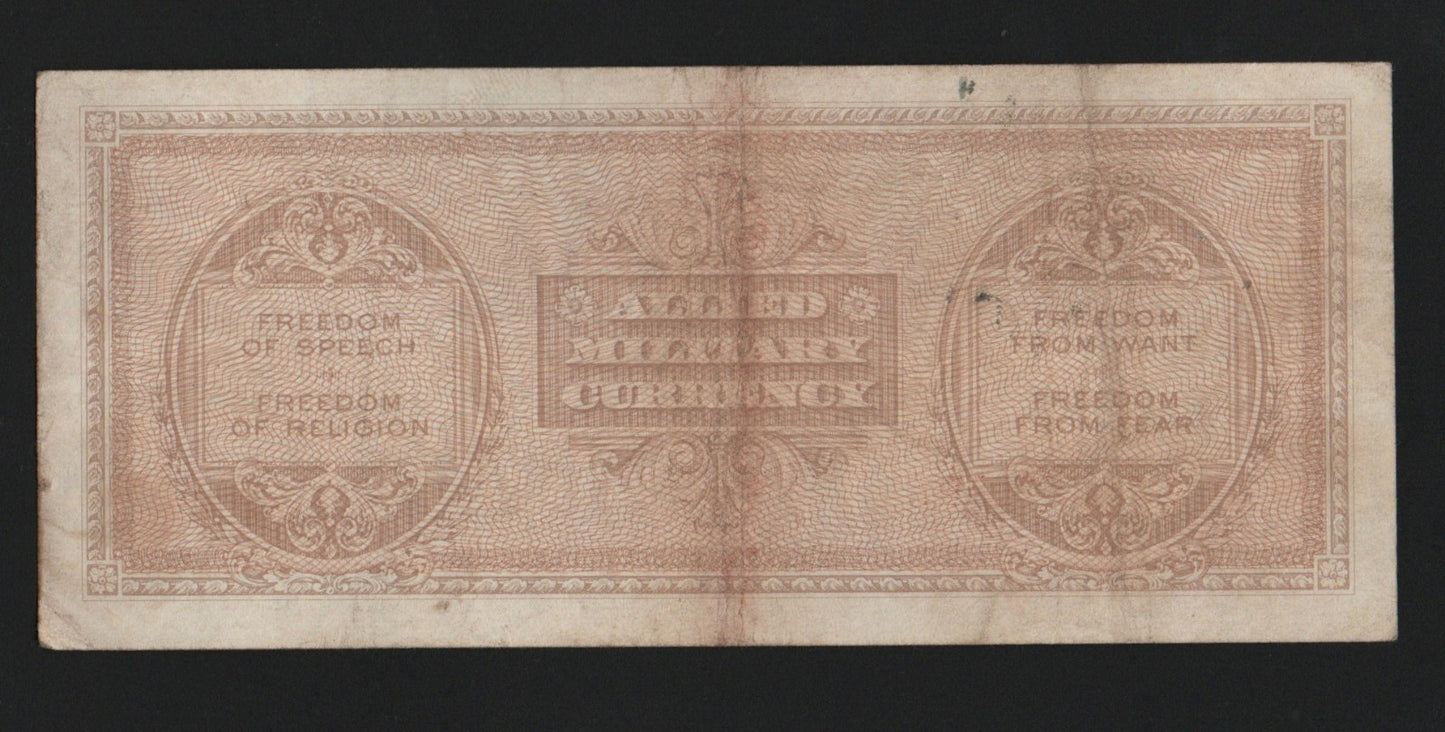 FREEDOM
OF SPEECH
FREEDOM
OF RELIGION
ALLIED
MILITARY
CURRENCY
FREEDOM
FROM WANT
FREEDOM
FROM FEAR